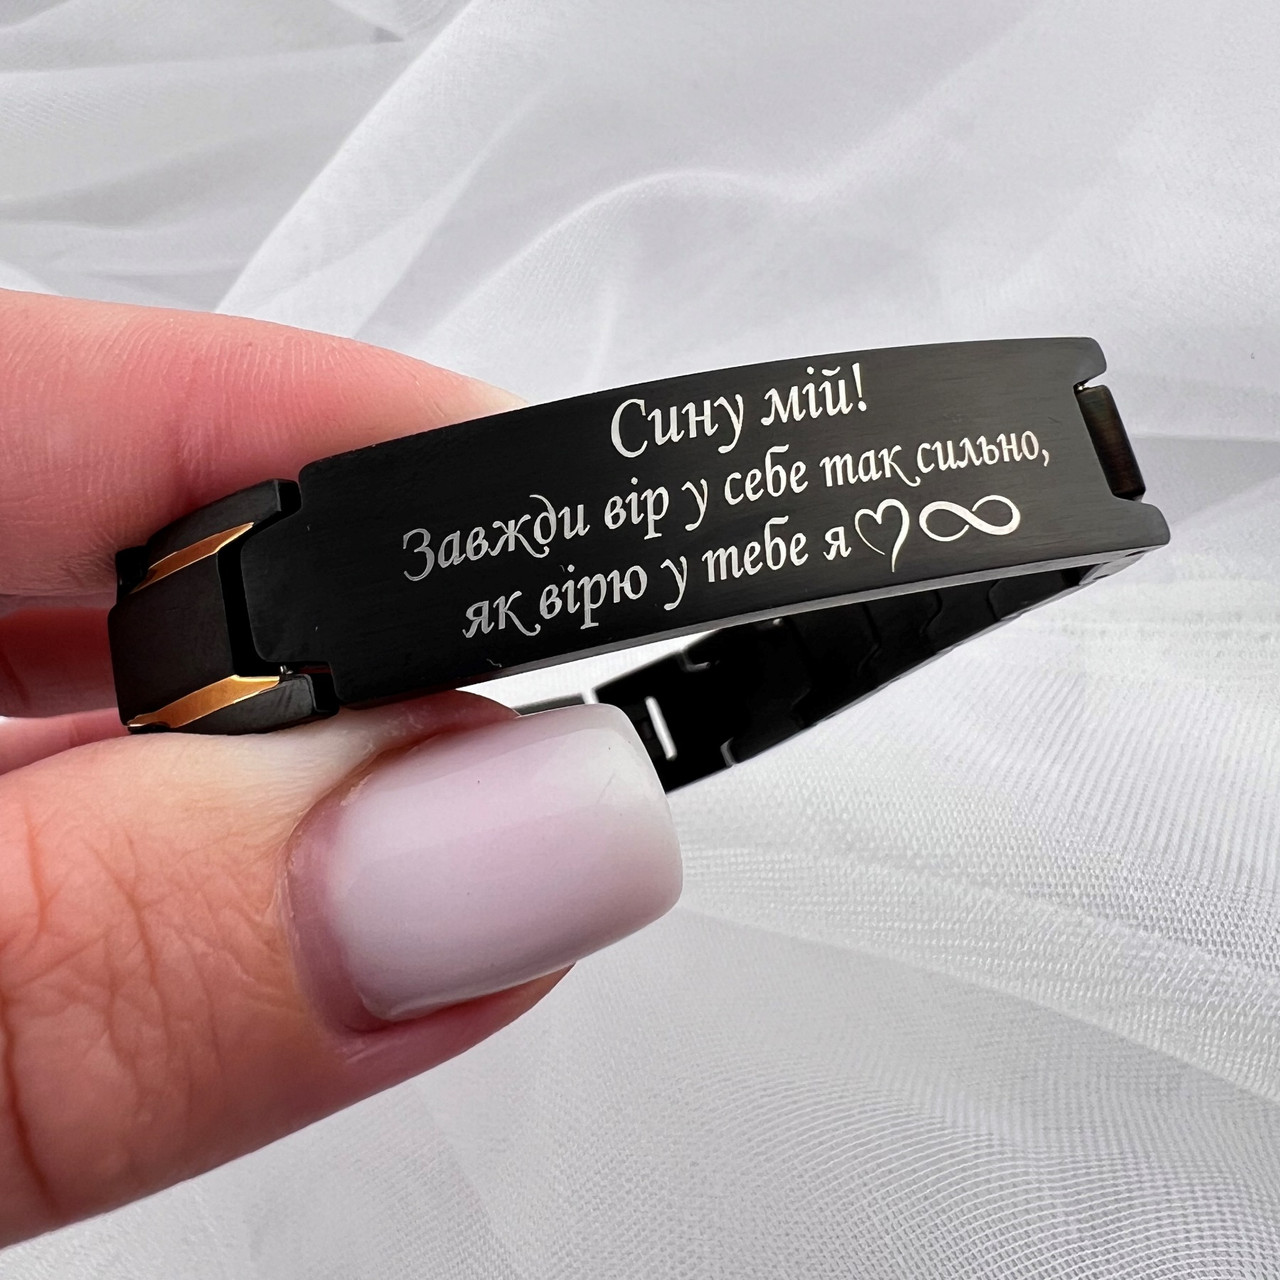 Сину мій!
Завжди вір у себе так сильно,
як вірю у тебе я